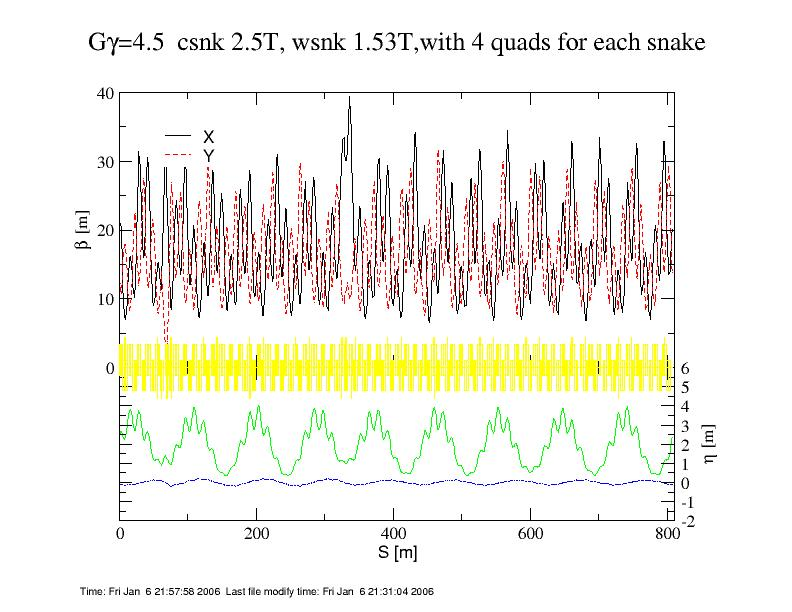 Gγ=4.5  csnk 2.5T, wsnk 1.53T,with 4 quads for each snake
40
X
Y
30
20
β [m]
10
0
6
5
4
3
2
1
0
-1
-2
η [m]
0 200 400 600 800
S [m]
Time: Fri Jan  6 21:57:58 2006  Last file modify time: Fri Jan  6 21:31:04 2006